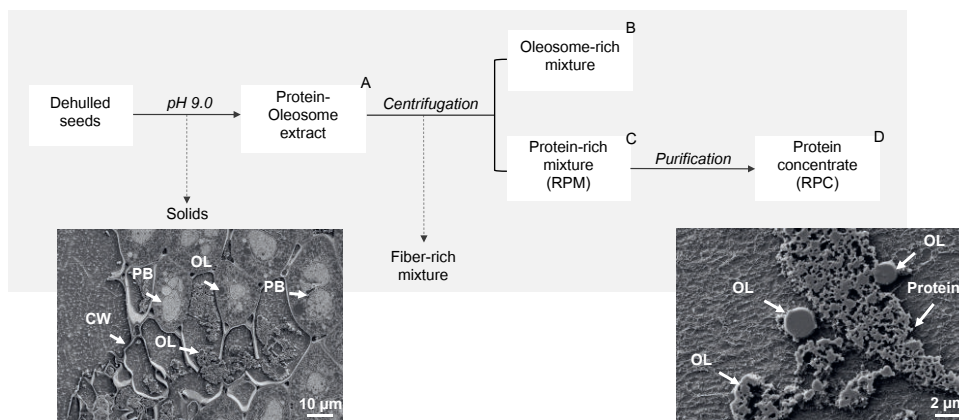 B
Oleosome-rich
mixture
A
Dehulled
seeds
pH 9.0
Protein-
Oleosome
extract
Centrifugation
C
Protein-rich
mixture
(RPM)
Purification
D
Protein
concentrate
(RPC)
Solids
Fiber-rich
mixture
PB
OL
PB
CW
OL
10 µm
OL
OL
Protein
OL
2 µm